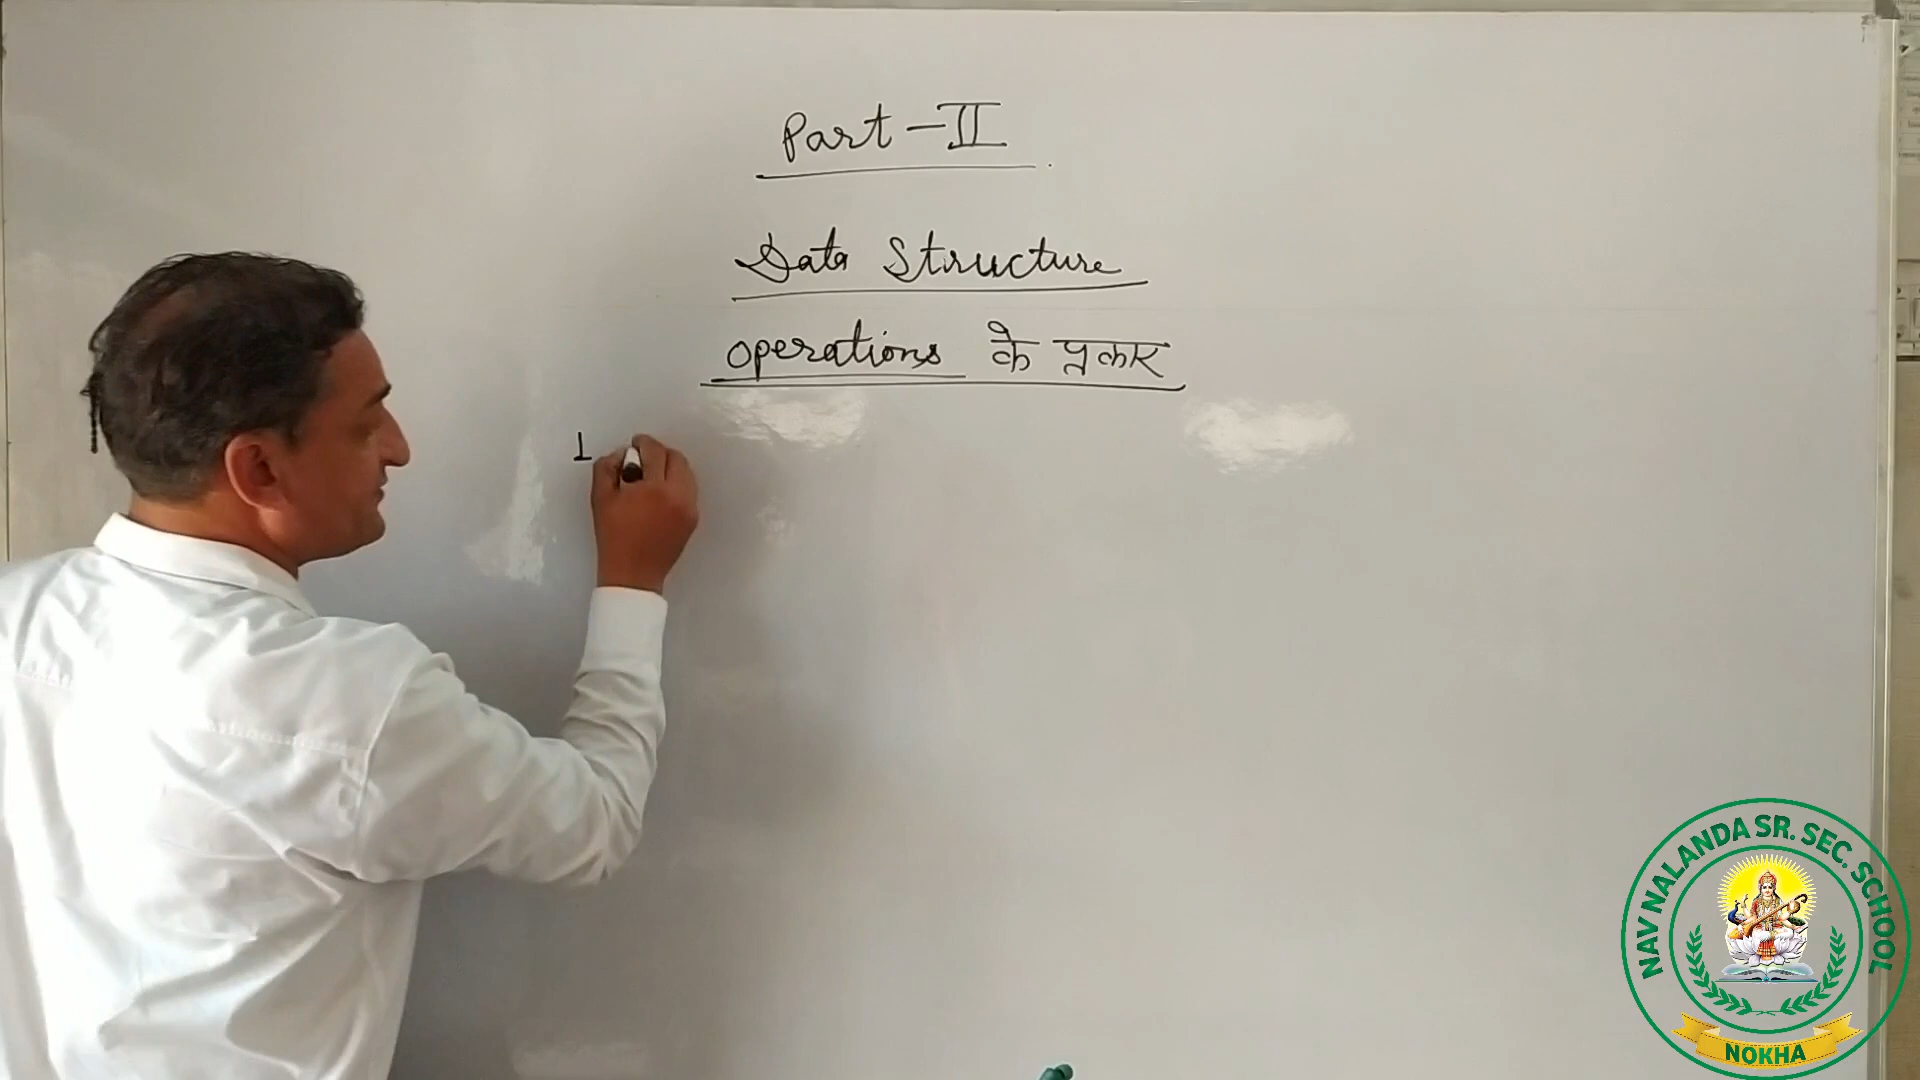 Part - II
Data Structure
operations के प्रकार
1
NAV NALANDA SR. SEC. SCHOOL
NOKHA